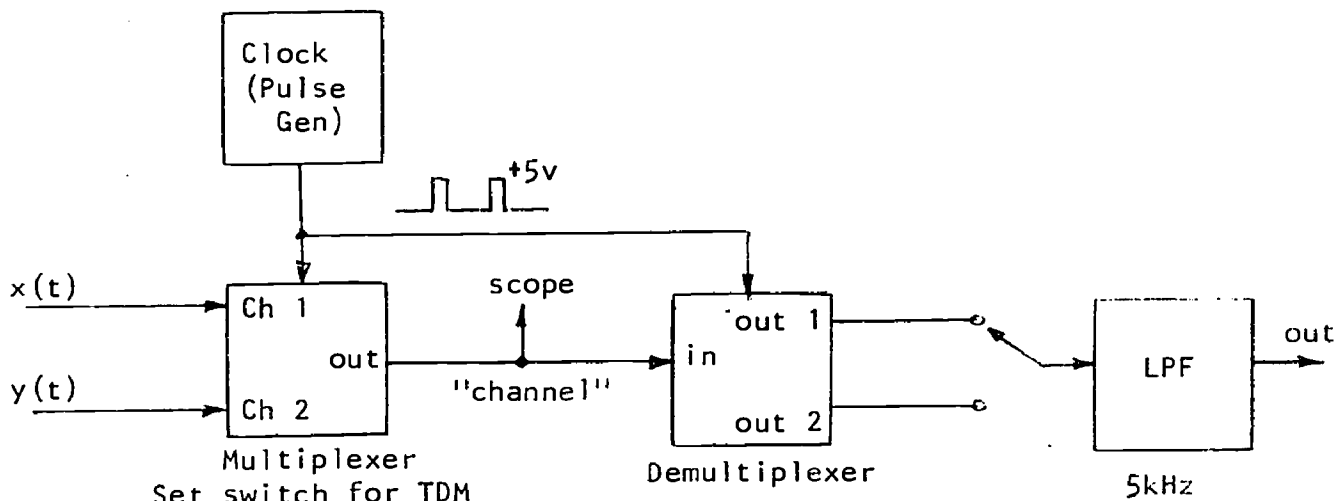 Clock
(Pulse
Gen)
+5v
x(t)
Ch 1
scope
out 1
out
out
in
LPF
y(t)
"channel"
Ch 2
out 2
Multiplexer
Demultiplexer
Set switch for TDM
5kHz